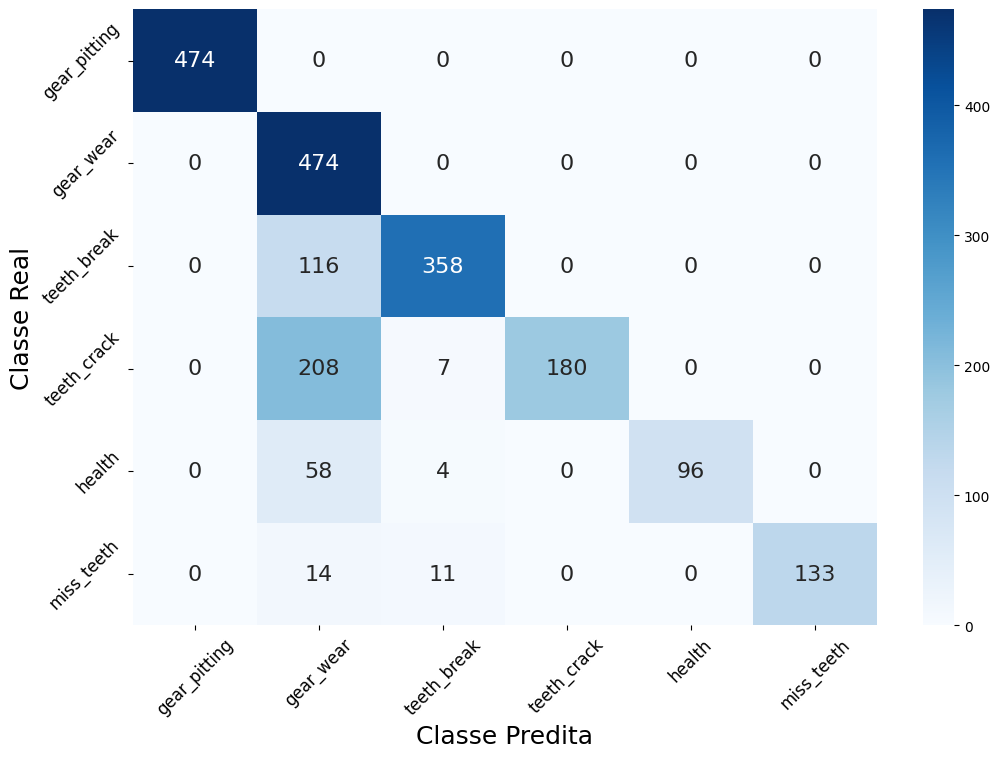 Classe Real
gear_pitting 474 0 0 0 0 0
gear_wear 0 474 0 0 0 0
teeth_break 0 116 358 0 0 0
teeth_crack 0 208 7 180 0 0
health 0 58 4 0 96 0
miss_teeth 0 14 11 0 0 133
gear_pitting gear_wear teeth_break teeth_crack health miss_teeth
Classe Predita
400
300
200
100
0